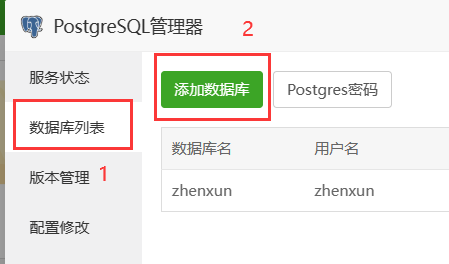 PostgreSQL管理器
2
服务状态
添加数据库
Postgres密码
数据库列表
数据库名
用户名
版本管理
1
zhenxun
zhenxun
配置修改